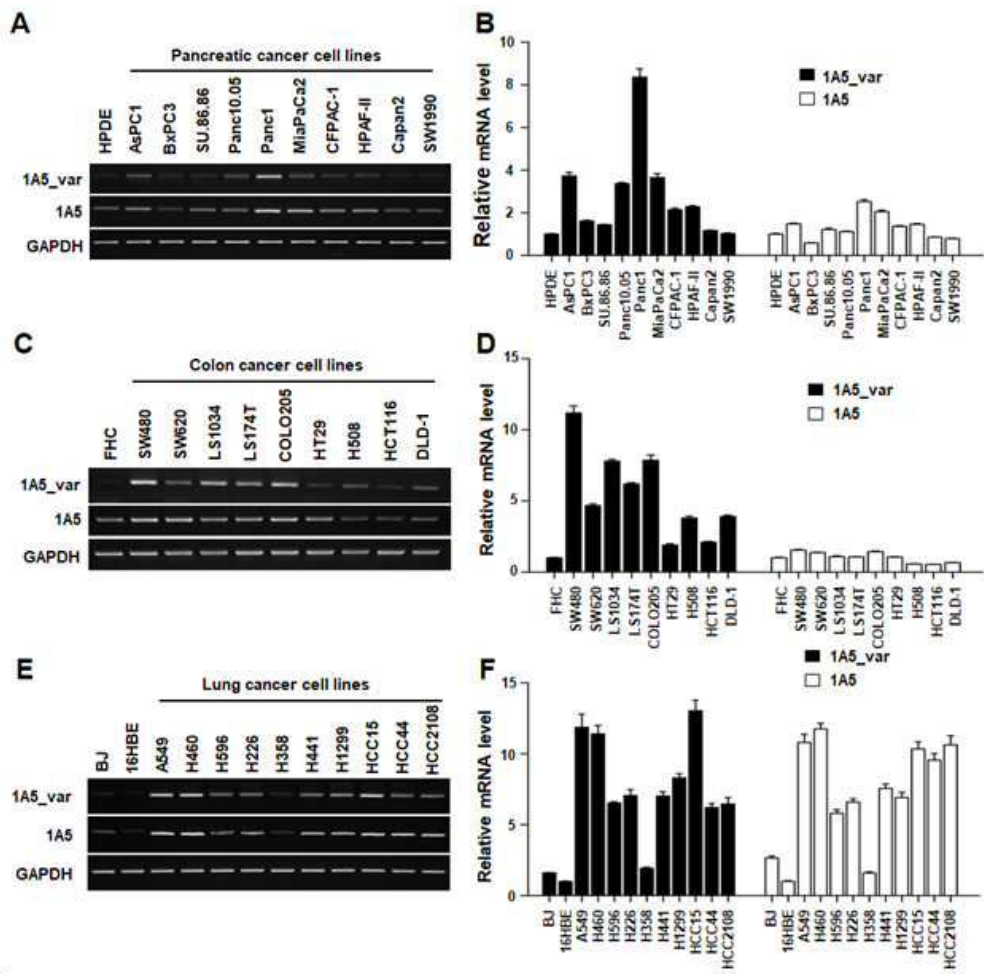 A
Pancreatic cancer cell lines
HPDE
AsPC1
BxPC3
SU.86.86
Panc10.05
Panc1
MiaPaCa2
CFPAC-1
HPAF-II
Capan2
SW1990
1A5_var
1A5
GAPDH
B
Relative mRNA level
10
8
6
4
2
0
1A5_var
1A5
HPDE
AsPC1
BxPC3
SU.86.86
Panc10.05
Panc1
MiaPaCa2
CFPAC-1
HPAF-II
Capan2
SW1990
HPDE
AsPC1
BxPC3
SU.86.86
Panc10.05
Panc1
MiaPaCa2
CFPAC-1
HPAF-II
Capan2
SW1990
C
Colon cancer cell lines
FHC
SW480
SW620
LS1034
LS174T
COLO205
HT29
H508
HCT116
DLD-1
1A5_var
1A5
GAPDH
D
Relative mRNA level
15
10
5
0
1A5_var
1A5
FHC
SW480
SW620
LS1034
LS174T
COLO205
HT29
H508
HCT116
DLD-1
FHC
SW480
SW620
LS1034
LS174T
COLO205
HT29
H508
HCT116
DLD-1
E
Lung cancer cell lines
BJ
16HBE
A549
H460
H596
H226
H358
H441
H1299
HCC15
HCC44
HCC2108
1A5_var
1A5
GAPDH
F
Relative mRNA level
15
10
5
0
1A5_var
1A5
BJ
16HBE
A549
H460
H596
H226
H358
H441
H1299
HCC15
HCC44
HCC2108
BJ
16HBE
A549
H460
H596
H226
H358
H441
H1299
HCC15
HCC44
HCC2108